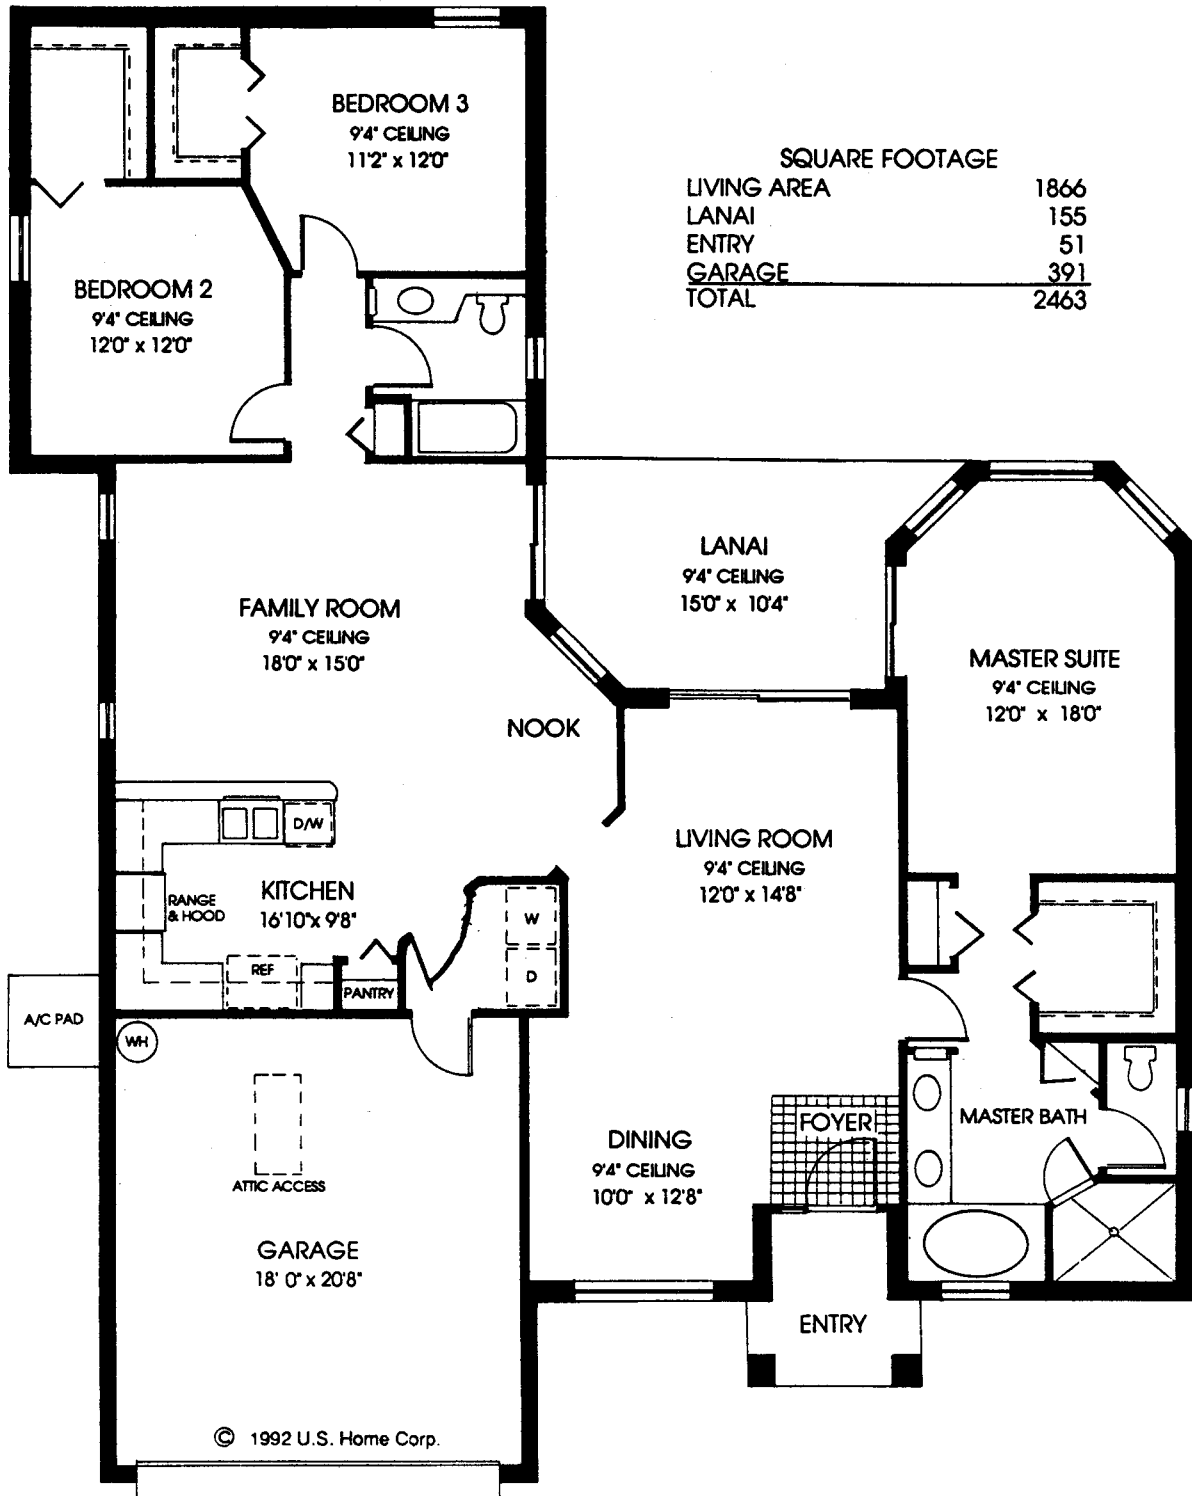 BEDROOM 3
9'4" CEILING
11'2" x 12'0"
SQUARE FOOTAGE
LIVING AREA 1866
LANAI 155
ENTRY 51
GARAGE 391
TOTAL 2463
BEDROOM 2
9'4" CEILING
12'0" x 12'0"
LANAI
9'4" CEILING
15'0" x 10'4"
FAMILY ROOM
9'4" CEILING
18'0" x 15'0"
MASTER SUITE
9'4" CEILING
12'0" x 18'0"
NOOK
D/W
LIVING ROOM
9'4" CEILING
12'0" x 14'8"
KITCHEN
16'10"x 9'8"
RANGE
& HOOD
W
D
REF
PANTRY
A/C PAD
WH
MASTER BATH
FOYER
DINING
9'4" CEILING
10'0" x 12'8"
ATTIC ACCESS
GARAGE
18' 0" x 20'8"
ENTRY
© 1992 U.S. Home Corp.